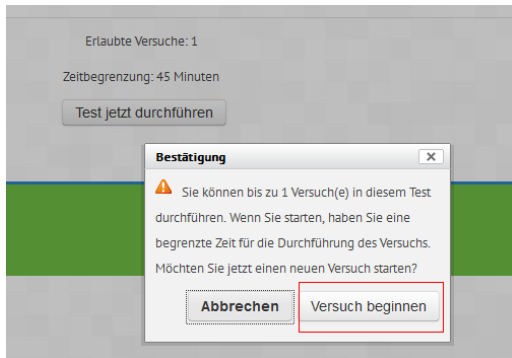 Erlaubte Versuche: 1
Zeitbegrenzung: 45 Minuten
Test jetzt durchführen
Bestätigung
Sie können bis zu 1 Versuch(e) in diesem Test
durchführen. Wenn Sie starten, haben Sie eine
begrenzte Zeit für die Durchführung des Versuchs.
Möchten Sie jetzt einen neuen Versuch starten?
Abbrechen Versuch beginnen